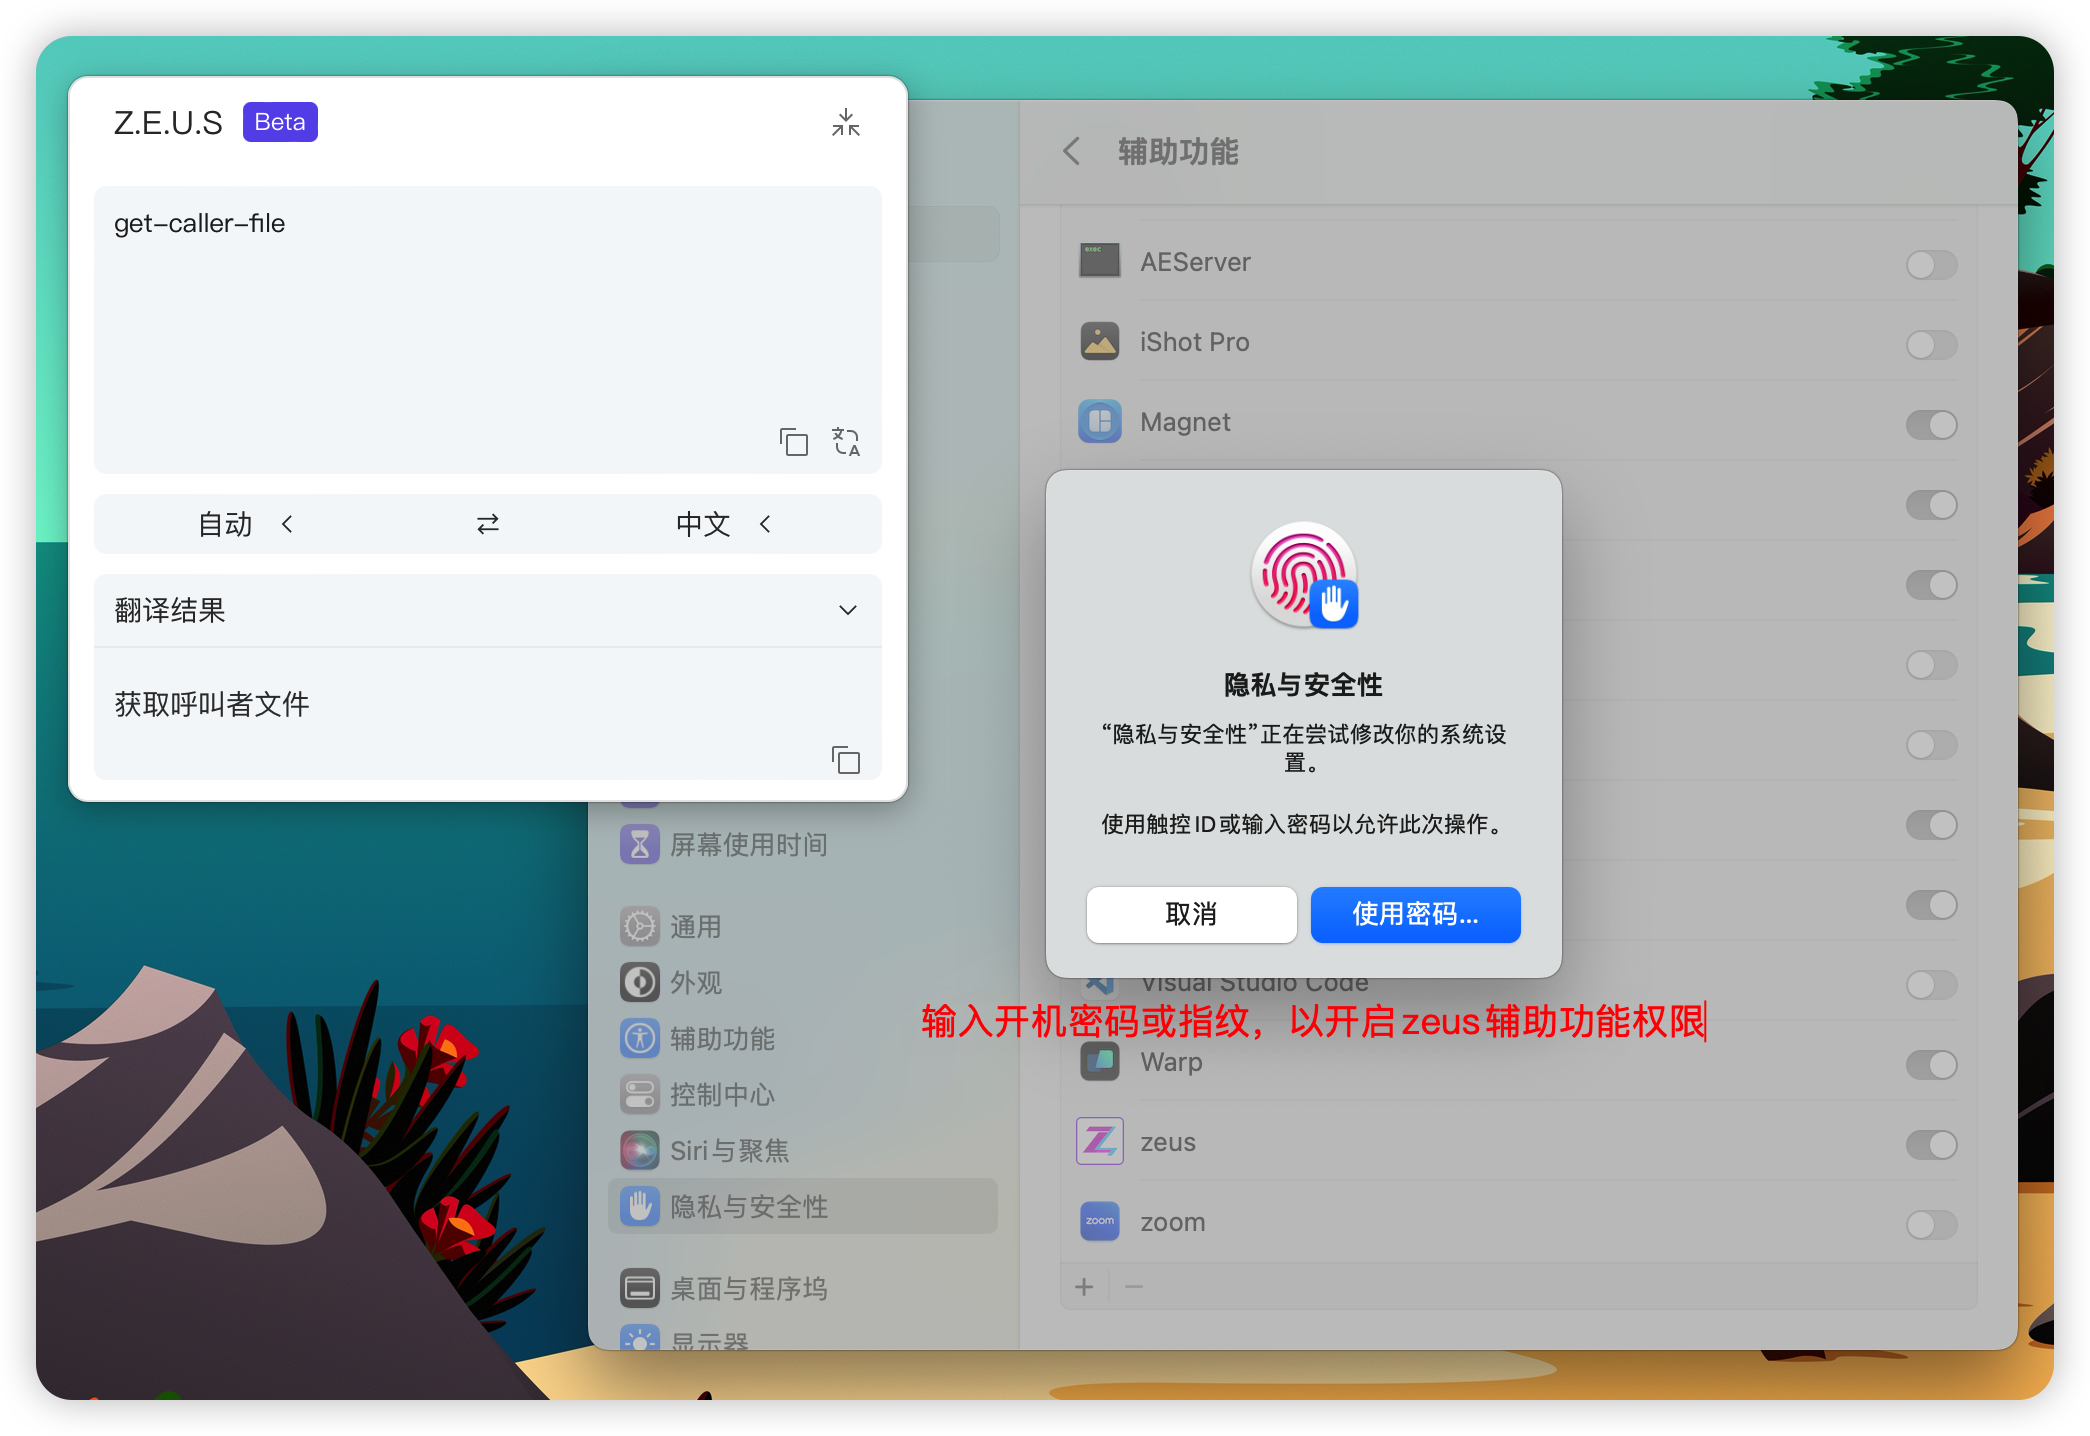 Z.E.U.S Beta
get-caller-file
自动
中文
翻译结果
获取呼叫者文件
屏幕使用时间
通用
外观
辅助功能
控制中心
Siri与聚焦
隐私与安全性
桌面与程序坞
显示器
辅助功能
exec
AEServer
iShot Pro
Magnet
隐私与安全性
“隐私与安全性”正在尝试修改你的系统设
置。
使用触控 ID 或输入密码以允许此次操作。
取消
使用密码...
Visual Studio Code
输入开机密码或指纹，以开启zeus辅助功能权限
Warp
zeus
zoom
zoom